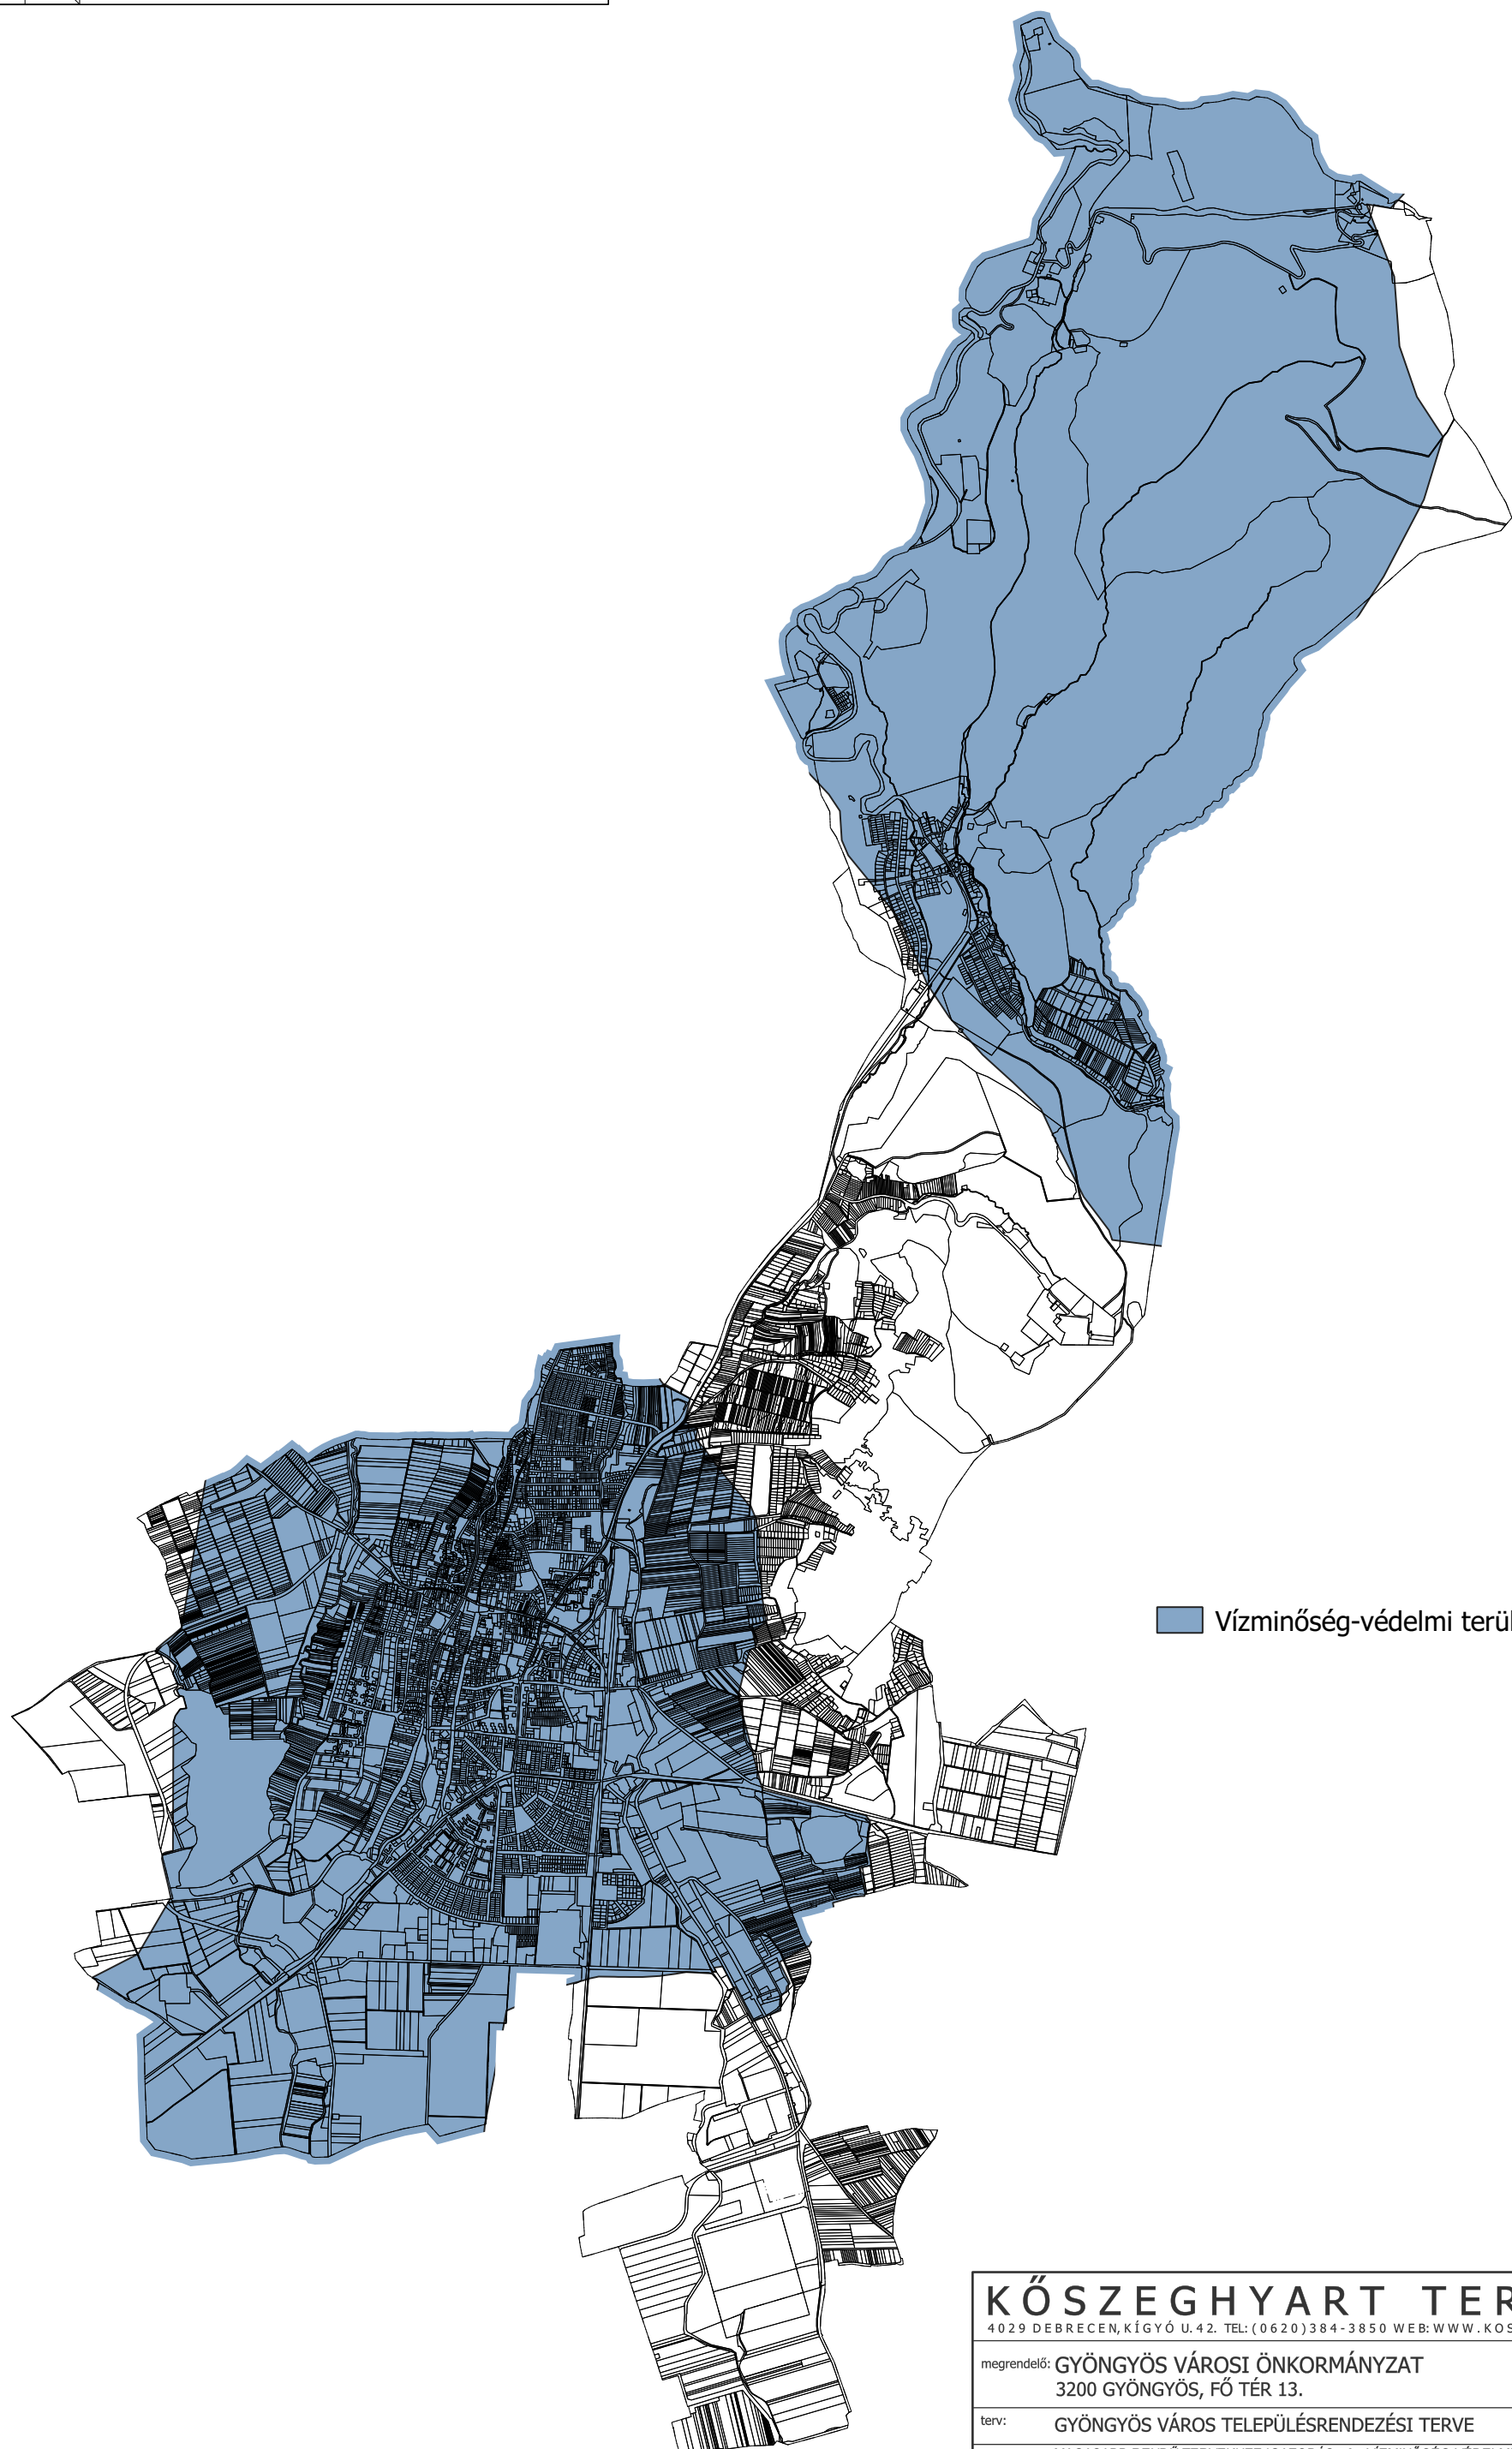 Vízminőség-védelmi terül
KŐSZEGHYART TER
4029 DEBRECEN, KÍGYÓ U. 42. TEL: (0620)384-3850 WEB: WWW.KOS
megrendelő: GYÖNGYÖS VÁROSI ÖNKORMÁNYZAT
3200 GYÖNGYÖS, FŐ TÉR 13.
terv: GYÖNGYÖS VÁROS TELEPÜLÉSRENDEZÉSI TERVE